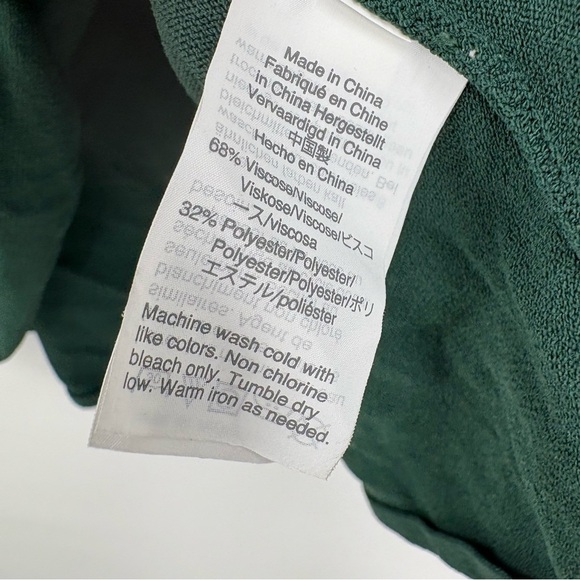 Made in China
Fabriqué en Chine
in China Hergestellt
Vervaardigd in China
中国製
Hecho en China
68% Viscose/Viscose/
Viskose/Viscose/ビスコ
ース/viscosa
32% Polyester/Polyester/
Polyester/Polyester/ポリ
エステル/poliéster
Machine wash cold with
like colors. Non chlorine
bleach only. Tumble dry
low. Warm iron as needed.